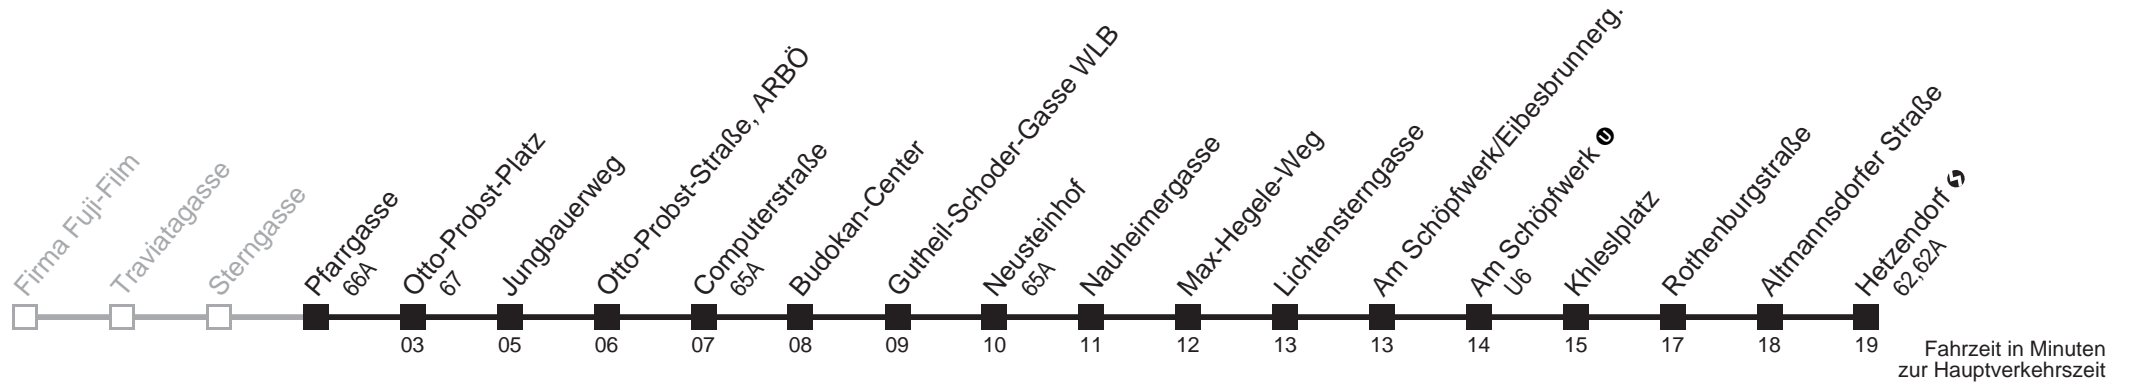 Firma Fuji-Film
Traviatagasse
Sterngasse
Pfarrgasse
66A
Otto-Probst-Platz
67
Jungbauerweg
Otto-Probst-Straße, ARBÖ
Computerstraße
65A
Budokan-Center
Gutheil-Schoder-Gasse WLB
Neusteinhof
65A
Nauheimergasse
Max-Hegele-Weg
Lichtensterngasse
Am Schöpfwerk/Eibesbrunnerg.
Am Schöpfwerk U
U6
Khleslplatz
Rothenburgstraße
Altmannsdorfer Straße
Hetzendorf
62,62A
03 05 06 07 08 09 10 11 12 13 13 14 15 17 18 19
Fahrzeit in Minuten
zur Hauptverkehrszeit